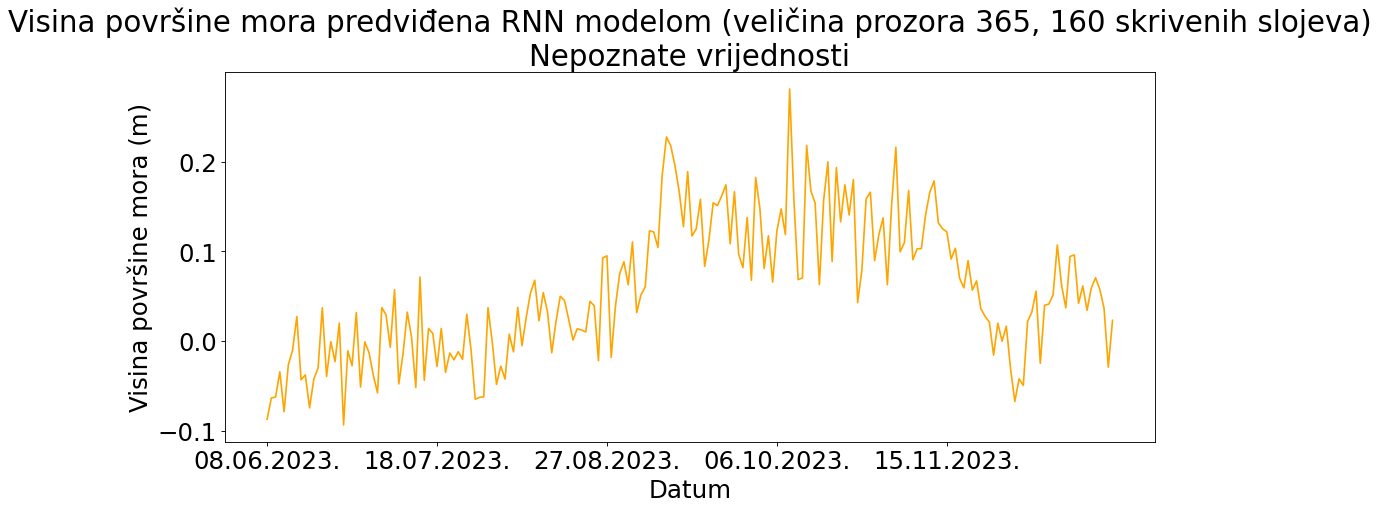 Visina površine mora predviđena RNN modelom (veličina prozora 365, 160 skrivenih slojeva)
Nepoznate vrijednosti
Visina površine mora (m)
0.2
0.1
0.0
−0.1
08.06.2023. 18.07.2023. 27.08.2023. 06.10.2023. 15.11.2023.
Datum